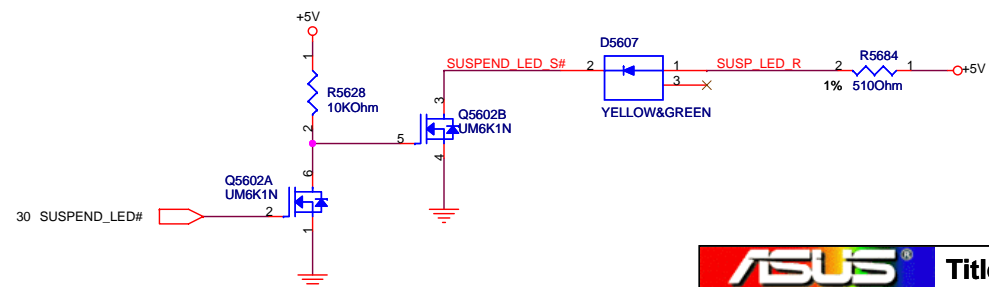 +5V
1
R5628
10KOhm
2
Q5602A
UM6K1N
6
30 SUSPEND_LED#
2
1
5
3
Q5602B
UM6K1N
4
SUSPEND_LED_S#
2
D5607
1
3
YELLOW&GREEN
SUSP_LED_R
2
R5684
1
1%
510Ohm
+5V
ASUS®
Title